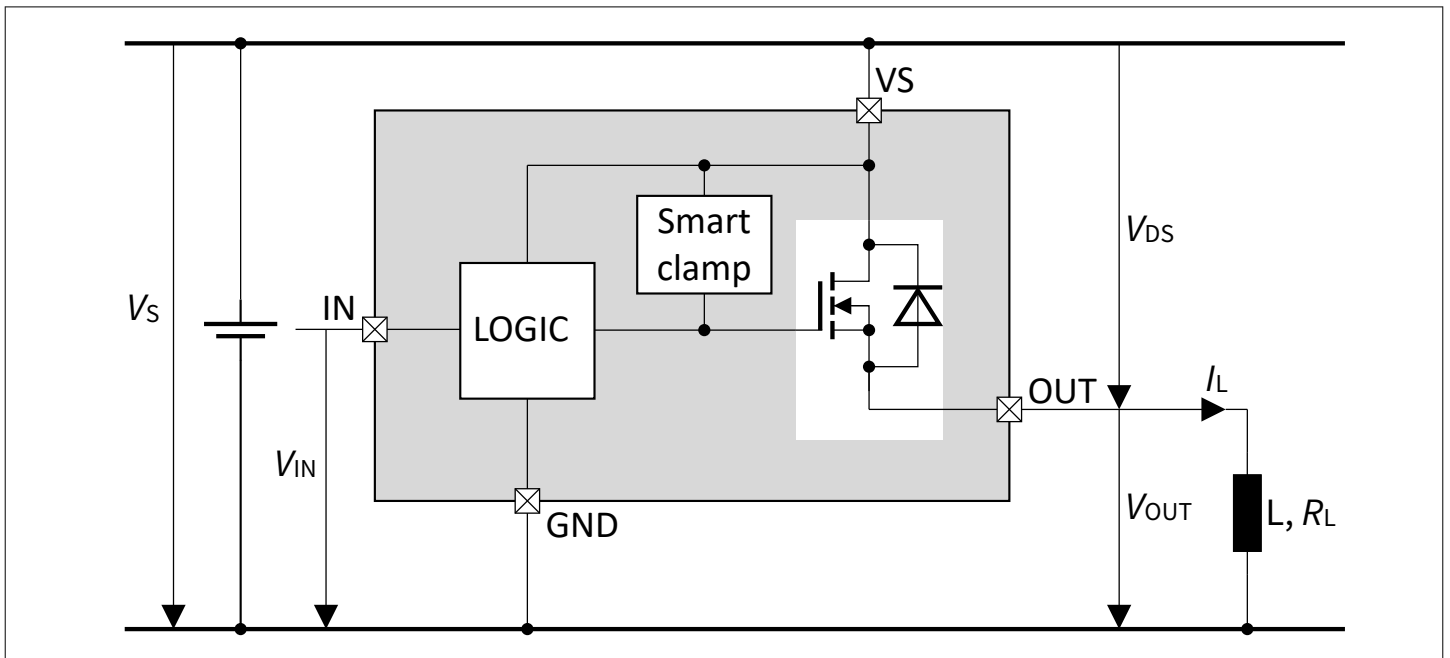 VS
Smart
clamp
VDS
VS
IN
LOGIC
OUT
IL
VIN
VOUT
L, RL
GND